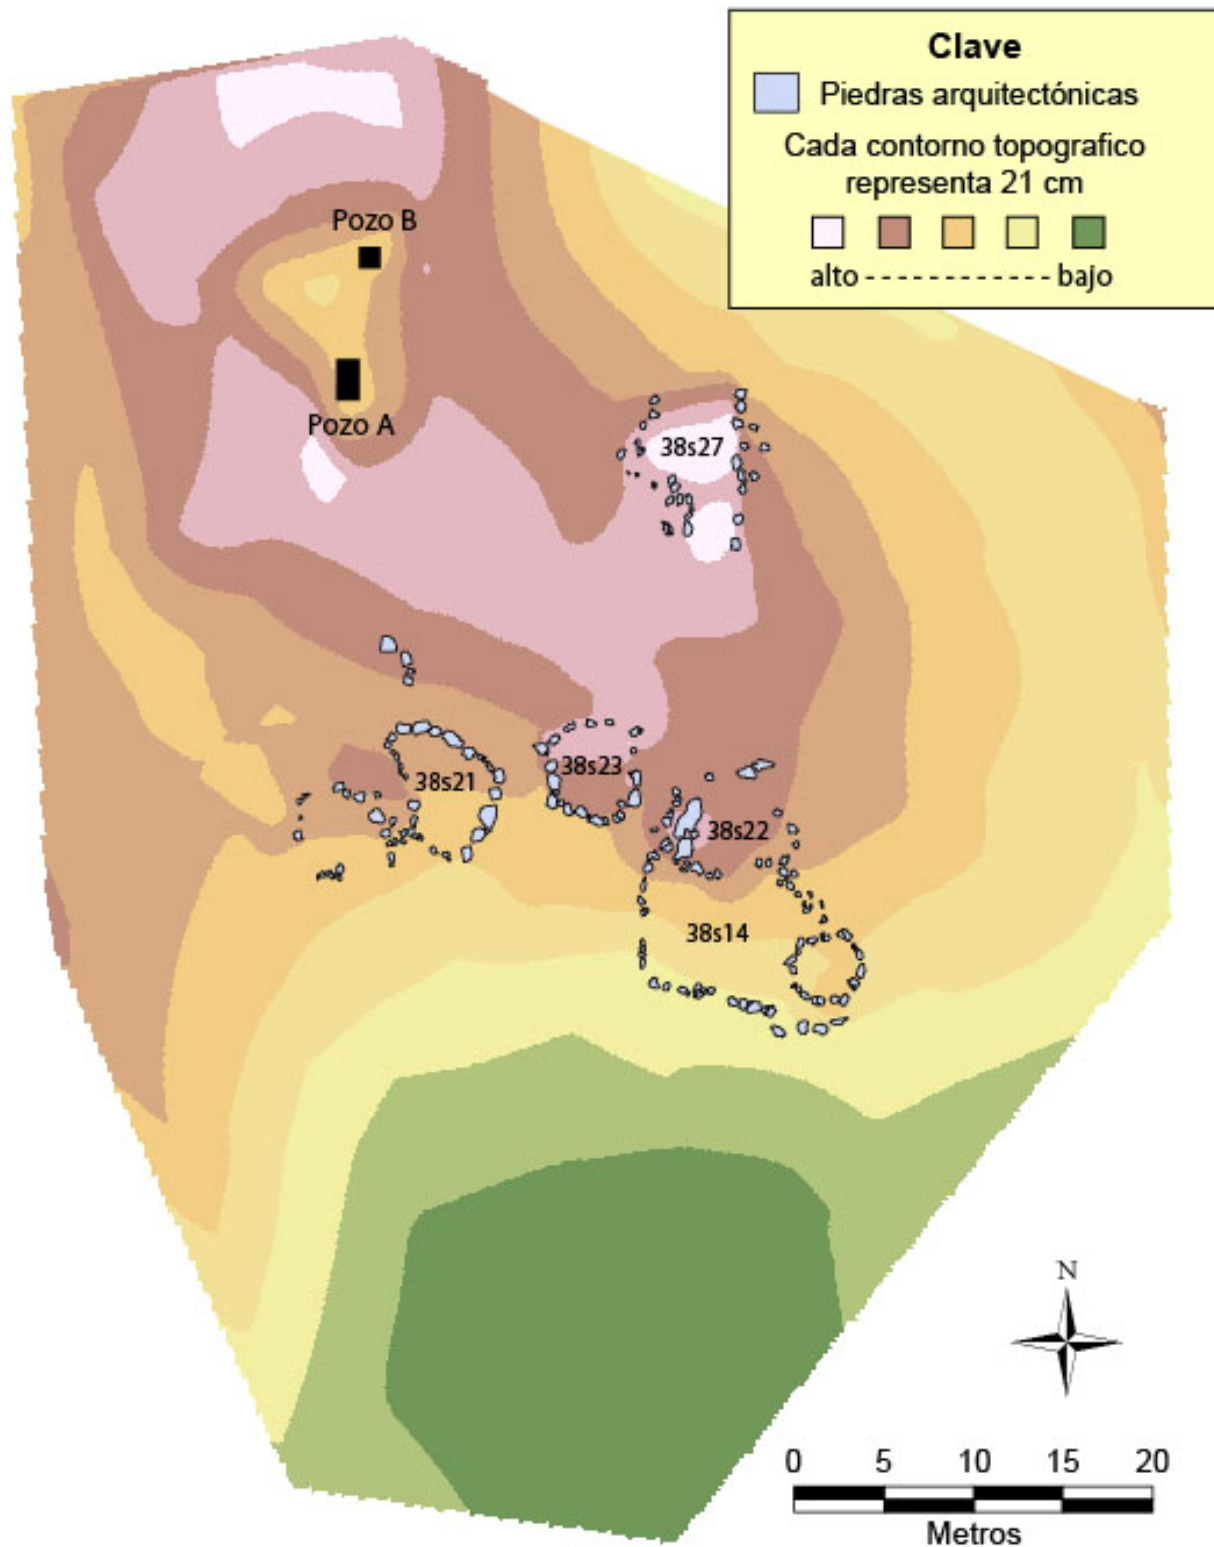 Clave
Piedras arquitectónicas
Cada contorno topografico
representa 21 cm
alto ------------ bajo
Pozo B
Pozo A
38s27
38s23
38s21
38s22
38s14
N
0 5 10 15 20
Metros